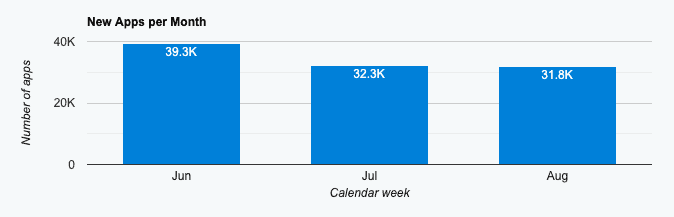 New Apps per Month
40K
39.3K
32.3K
31.8K
Number of apps
20K
0
Jun
Jul
Aug
Calendar week